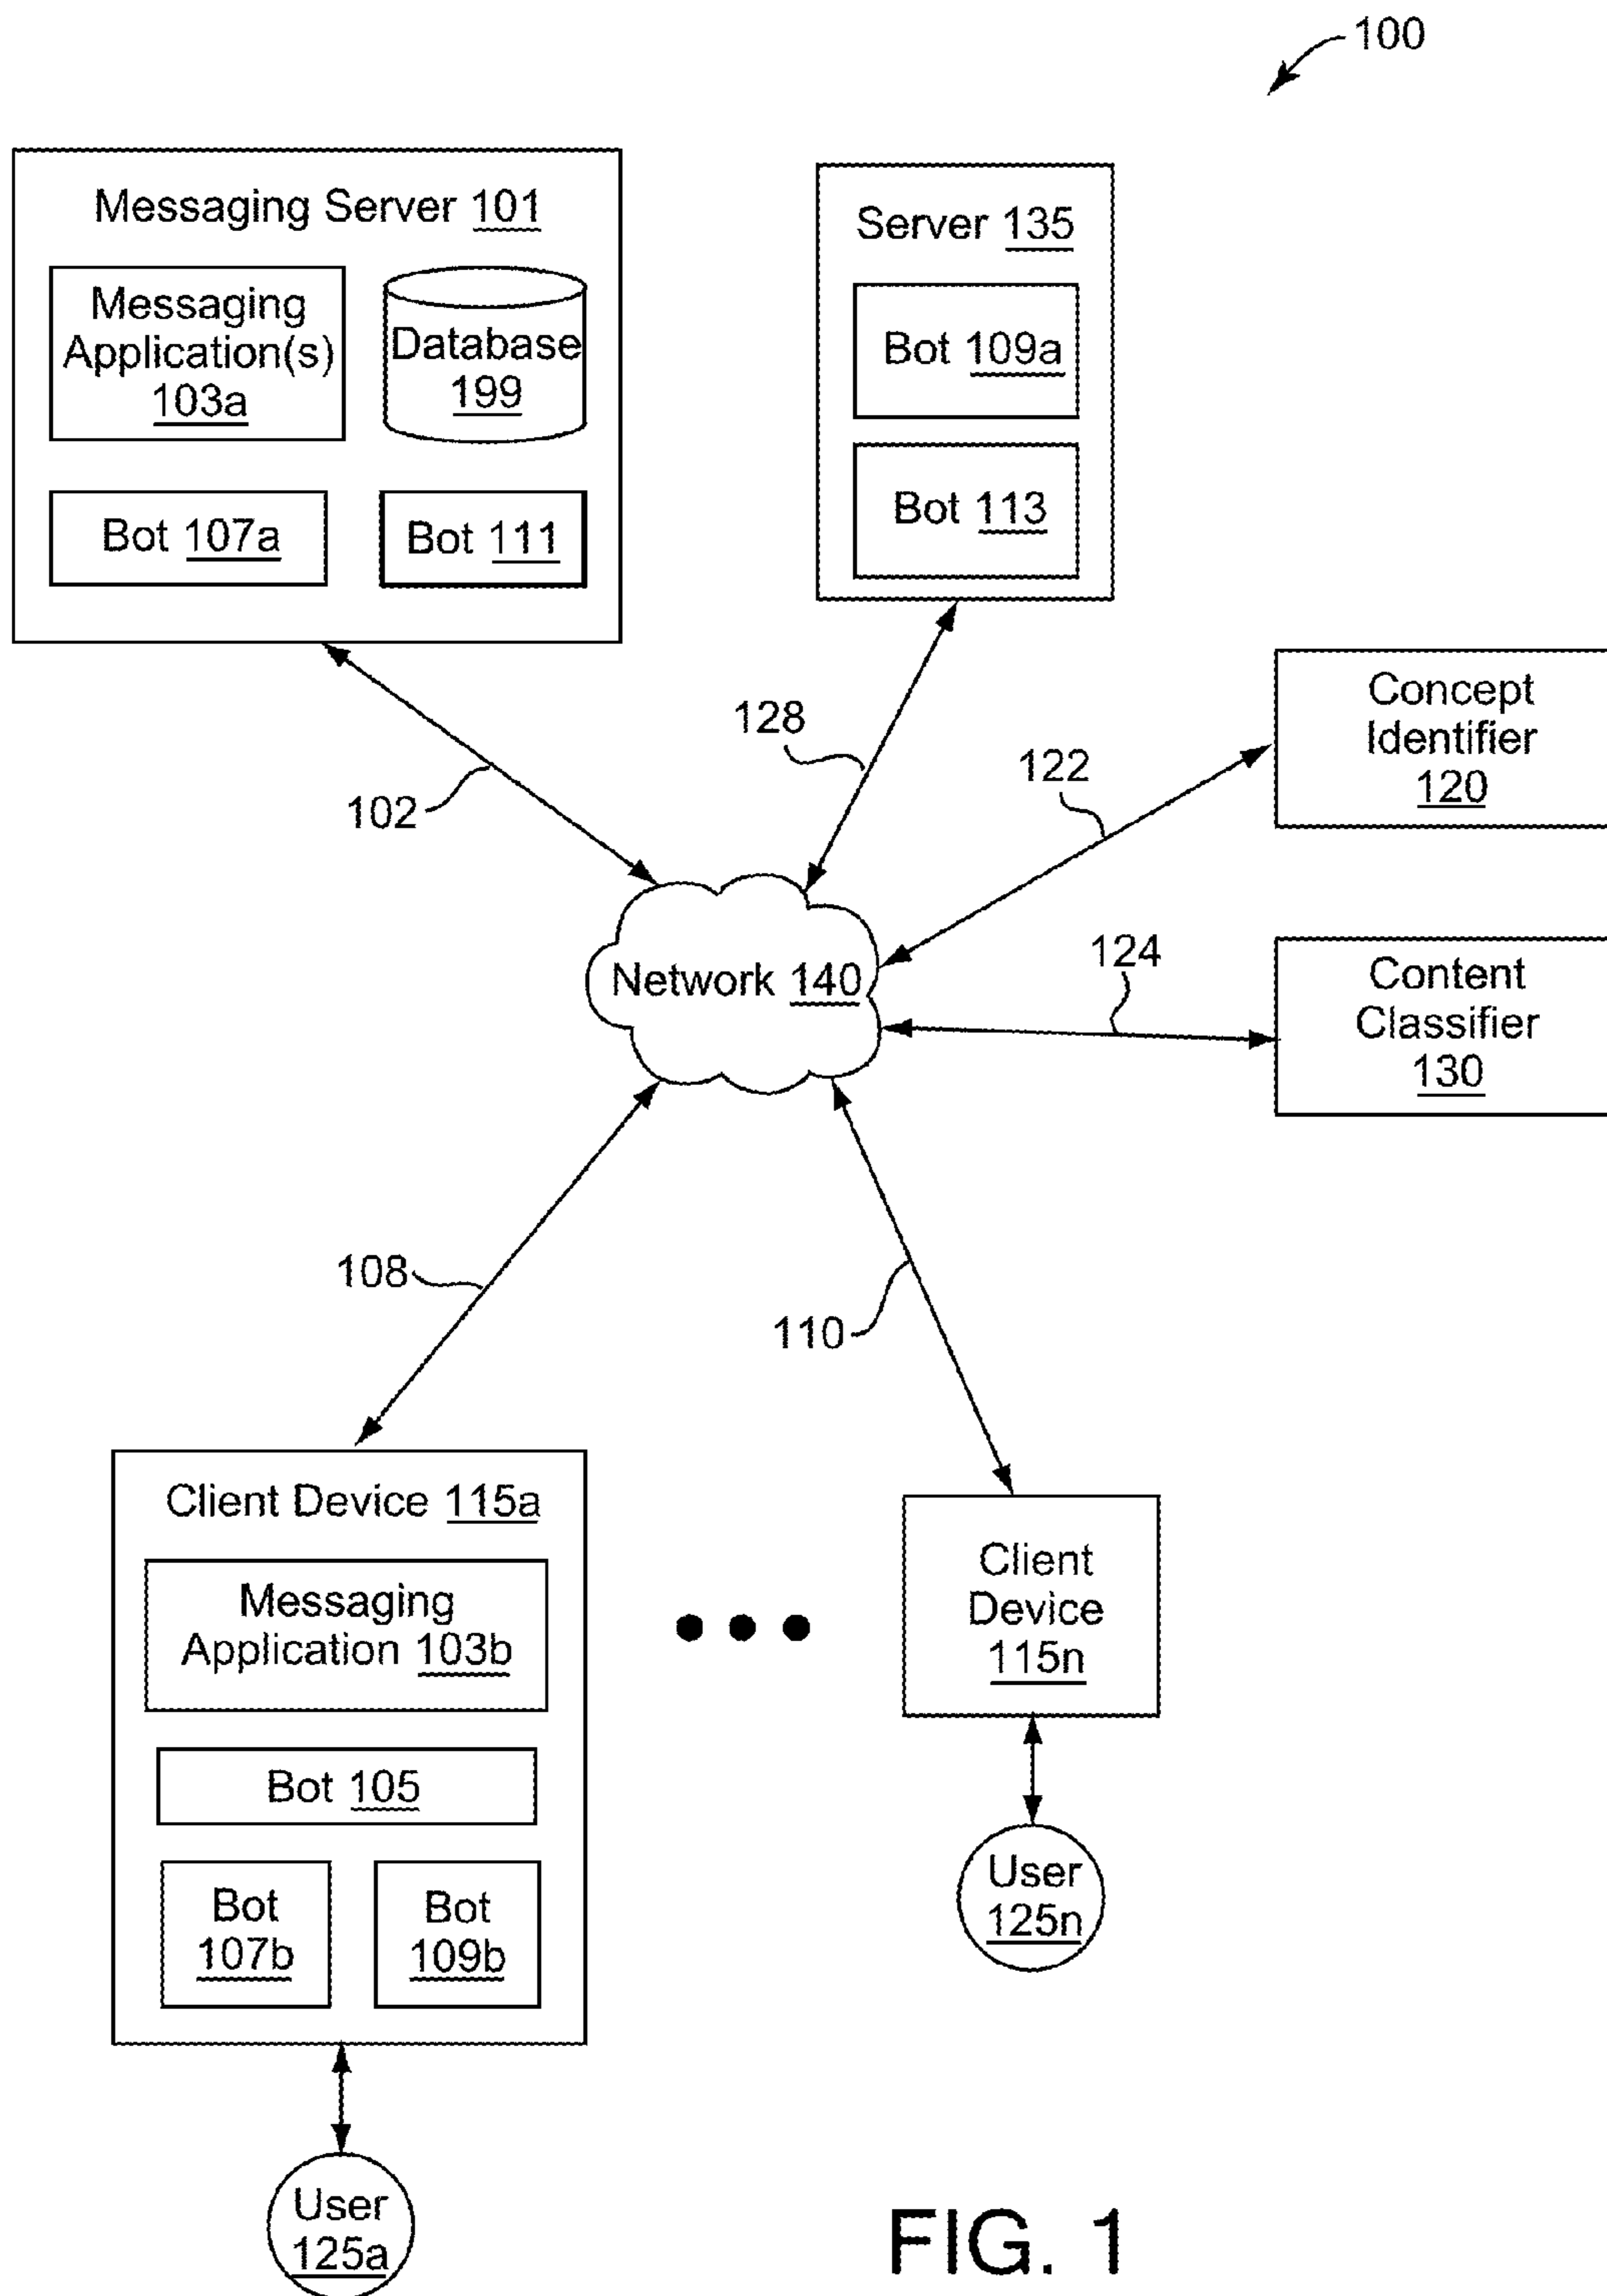 100
Messaging Server 101
Messaging
Application(s)
103a
Database
199
Bot 107a
Bot 111
Server 135
Bot 109a
Bot 113
102
128
122
Concept
Identifier
120
Network 140
124
Content
Classifier
130
108
110
Client Device 115a
Messaging
Application 103b
Bot 105
Bot
107b
Bot
109b
Client
Device
115n
User
125n
User
125a
FIG. 1